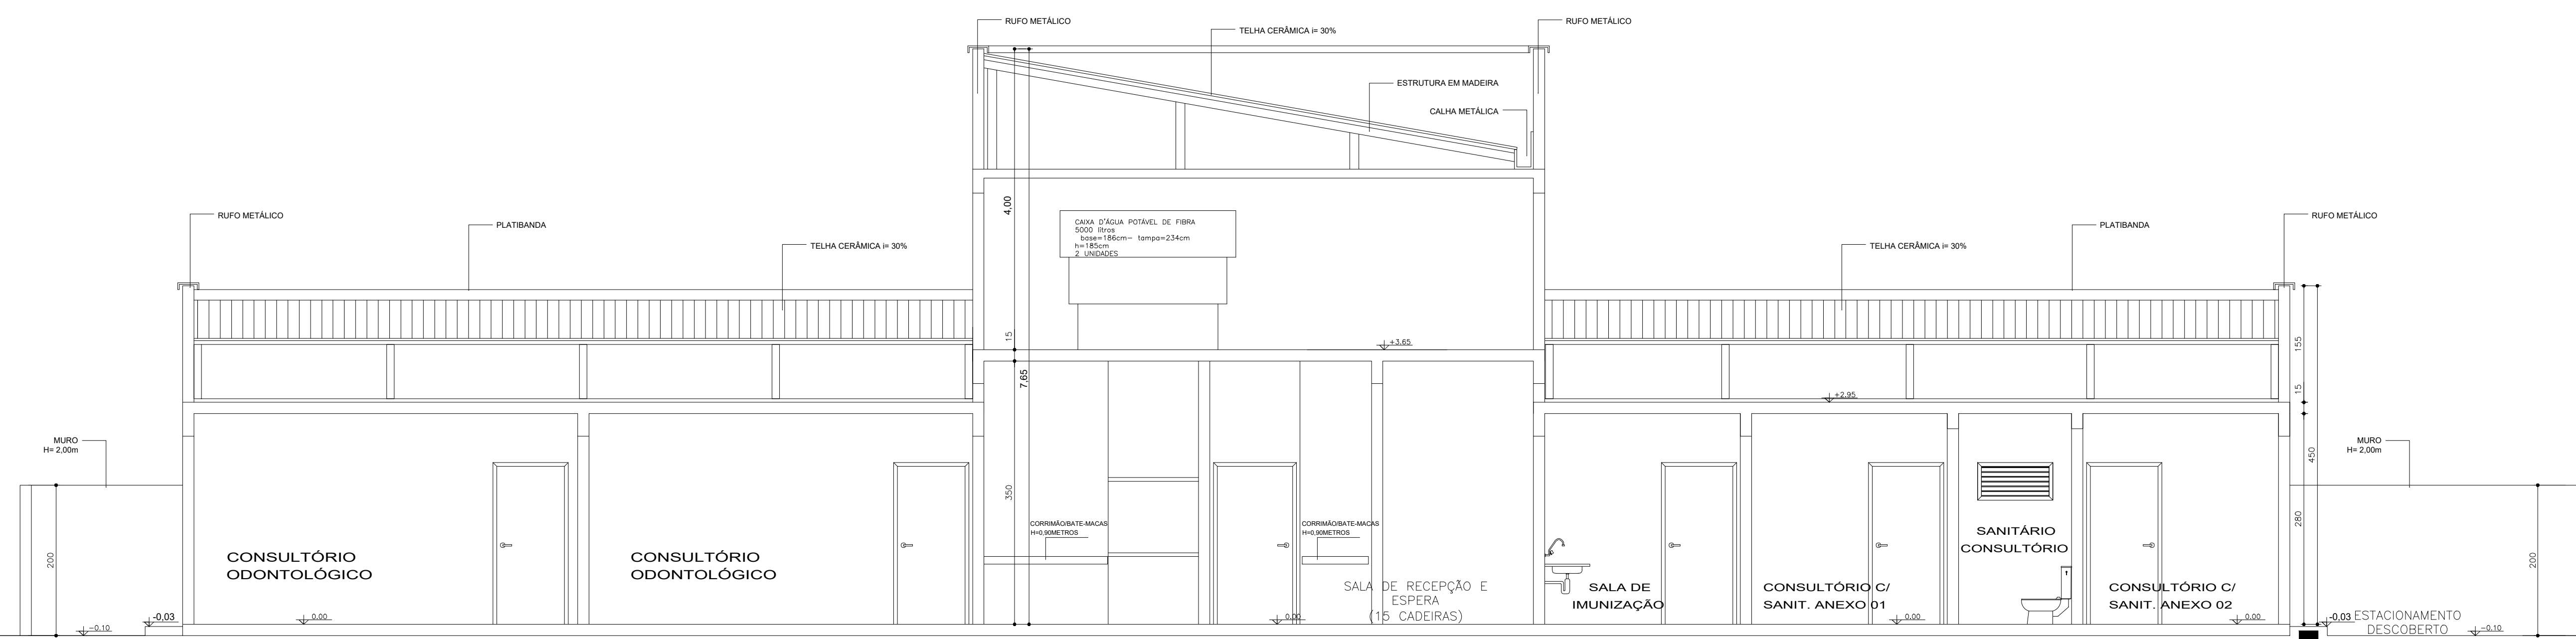 RUFO METÁLICO
RUFO METÁLICO
TELHA CERÂMICA i= 30%
ESTRUTURA EM MADEIRA
CALHA METÁLICA
4,00
CAIXA D'ÁGUA POTÁVEL DE FIBRA
5000 litros
base=186cm- tampa=234cm
h=185cm
2 UNIDADES
RUFO METÁLICO
PLATIBANDA
TELHA CERÂMICA i= 30%
RUFO METÁLICO
PLATIBANDA
TELHA CERÂMICA i= 30%
15
+3,65
7,65
155
15
+2,95
450
MURO
H= 2,00m
MURO
H= 2,00m
350
280
CORRIMÃO/BATE-MACAS
H=0,90METROS
CORRIMÃO/BATE-MACAS
H=0,90METROS
200
200
CONSULTÓRIO
ODONTOLÓGICO
CONSULTÓRIO
ODONTOLÓGICO
SALA DE RECEPÇÃO E
ESPERA
(15 CADEIRAS)
SALA DE
IMUNIZAÇÃO
CONSULTÓRIO C/
SANIT. ANEXO 01
SANITÁRIO
CONSULTÓRIO
CONSULTÓRIO C/
SANIT. ANEXO 02
-0.10
-0,03
0.00
0.00
0.00
0.00
-0,03
ESTACIONAMENTO
DESCOBERTO
-0.10